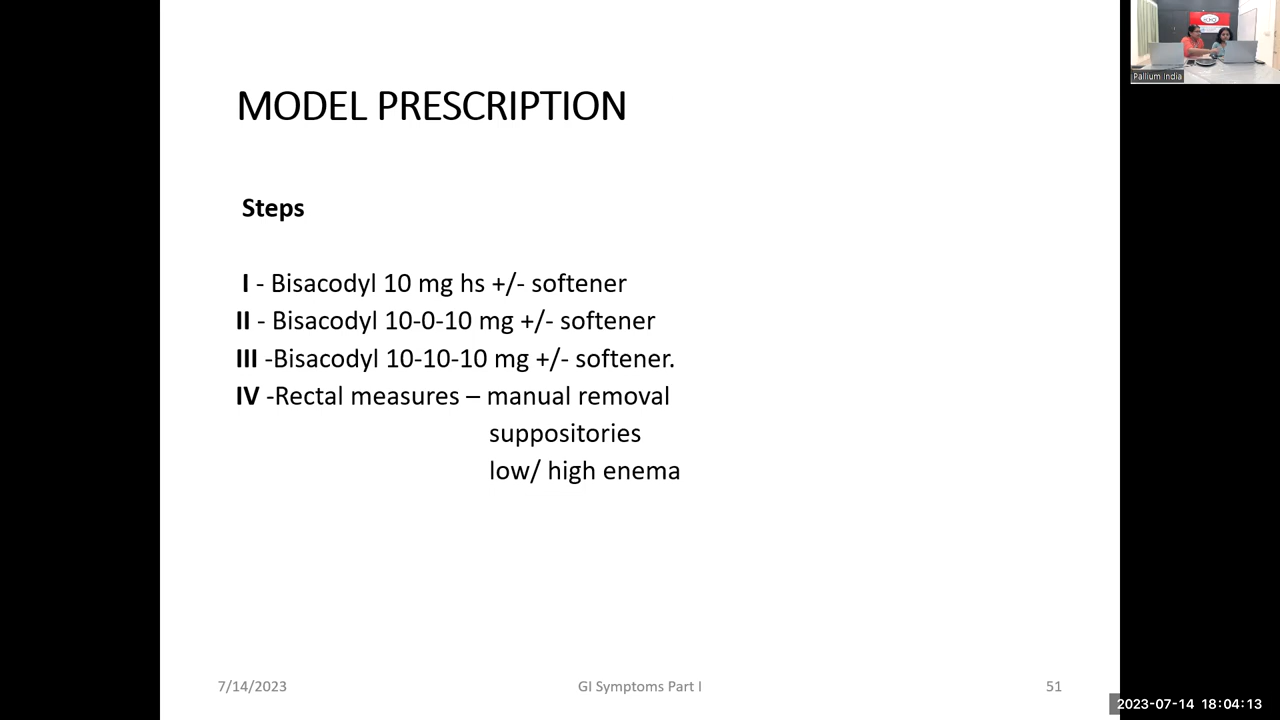 MODEL PRESCRIPTION
Steps
I - Bisacodyl 10 mg hs +/- softener
II - Bisacodyl 10-0-10 mg +/- softener
III -Bisacodyl 10-10-10 mg +/- softener.
IV -Rectal measures – manual removal
suppositories
low/ high enema
7/14/2023
GI Symptoms Part I
51
Pallium India
2023-07-14 18:04:13